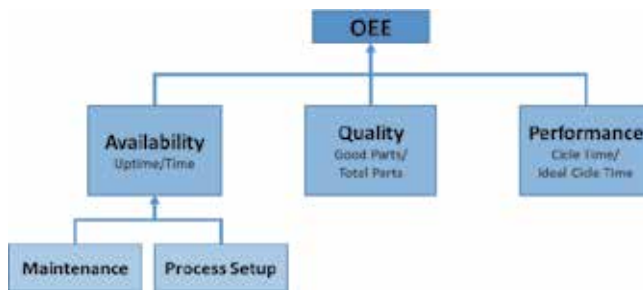 OEE
Availability
Uptime/Time
Quality
Good Parts/
Total Parts
Performance
Cicle Time/
Ideal Cicle Time
Maintenance
Process Setup